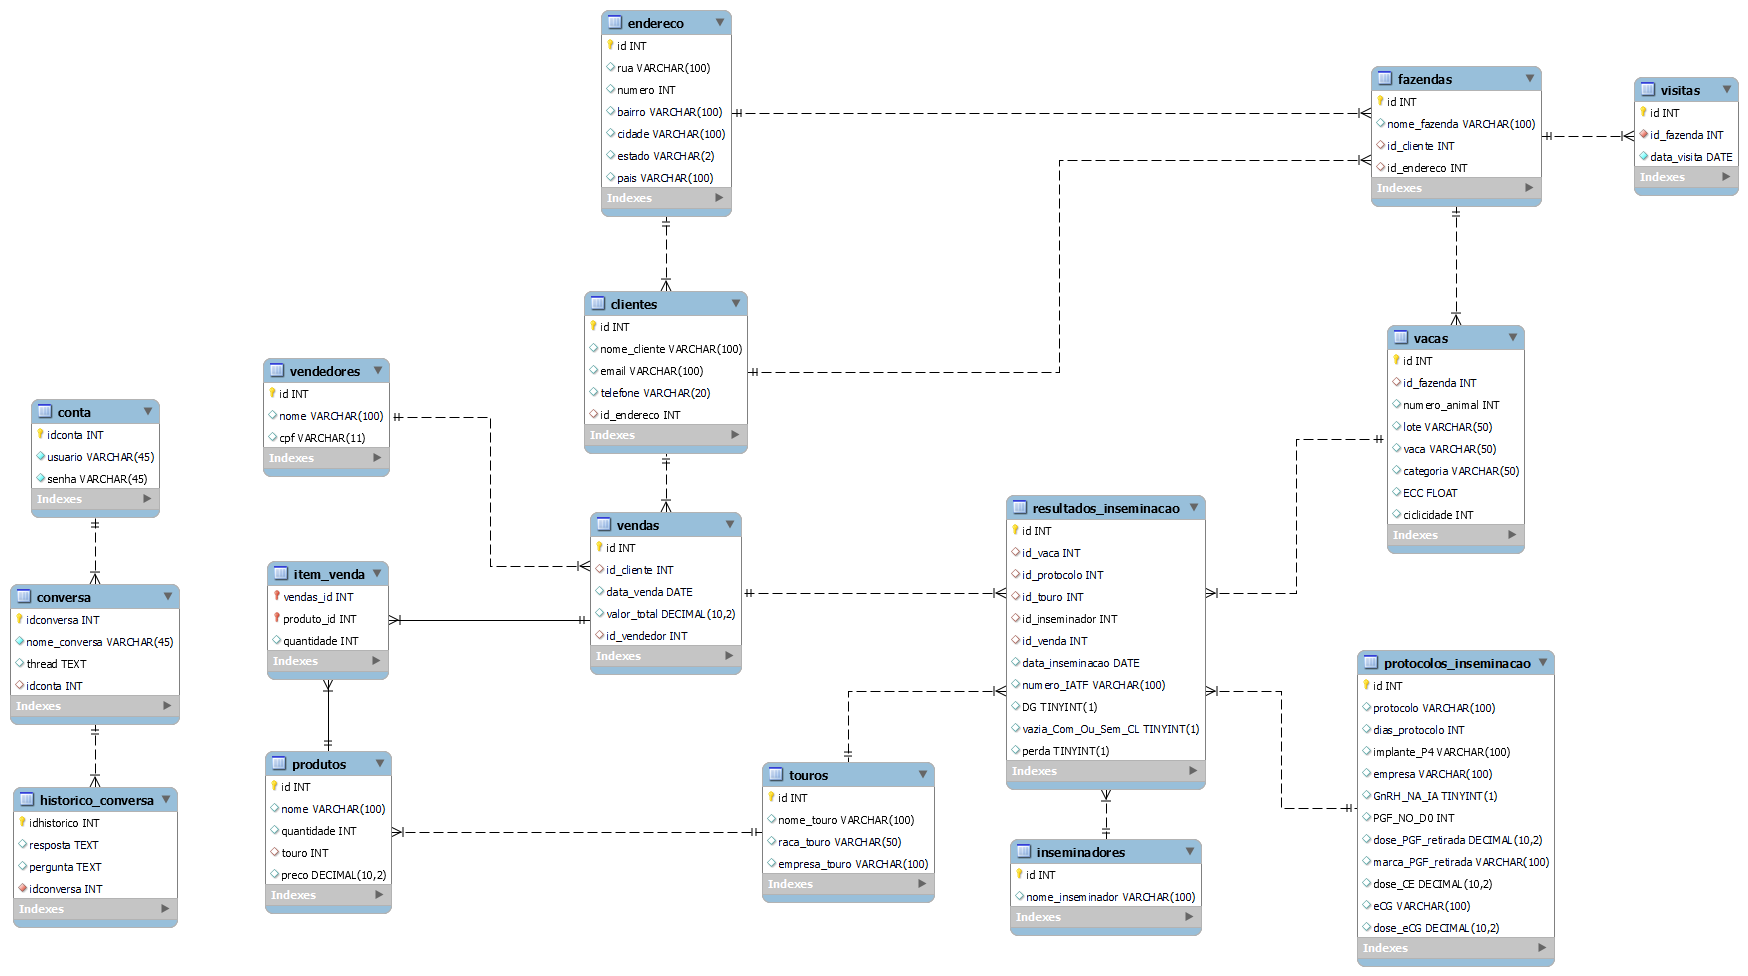 endereco
id INT
rua VARCHAR(100)
numero INT
bairro VARCHAR(100)
cidade VARCHAR(100)
estado VARCHAR(2)
pais VARCHAR(100)
Indexes
fazendas
id INT
nome_fazenda VARCHAR(100)
id_cliente INT
id_endereco INT
Indexes
visitas
id INT
id_fazenda INT
data_visita DATE
Indexes
clientes
id INT
nome_cliente VARCHAR(100)
email VARCHAR(100)
telefone VARCHAR(20)
id_endereco INT
Indexes
vacas
id INT
id_fazenda INT
numero_animal INT
lote VARCHAR(50)
vaca VARCHAR(50)
categoria VARCHAR(50)
ECC FLOAT
ciclicidade INT
Indexes
vendedores
id INT
nome VARCHAR(100)
cpf VARCHAR(11)
Indexes
conta
idconta INT
usuario VARCHAR(45)
senha VARCHAR(45)
Indexes
vendas
id INT
id_cliente INT
data_venda DATE
valor_total DECIMAL(10,2)
id_vendedor INT
Indexes
resultados_inseminacao
id INT
id_vaca INT
id_protocolo INT
id_touro INT
id_inseminador INT
id_venda INT
data_inseminacao DATE
numero_IATF VARCHAR(100)
DG TINYINT(1)
vazia_Com_Ou_Sem_CL TINYINT(1)
perda TINYINT(1)
Indexes
item_venda
vendas_id INT
produto_id INT
quantidade INT
Indexes
conversa
idconversa INT
nome_conversa VARCHAR(45)
thread TEXT
idconta INT
Indexes
protocolos_inseminacao
id INT
protocolo VARCHAR(100)
dias_protocolo INT
implante_P4 VARCHAR(100)
empresa VARCHAR(100)
GnRH_NA_IA TINYINT(1)
PGF_NO_D0 INT
dose_PGF_retirada DECIMAL(10,2)
marca_PGF_retirada VARCHAR(100)
dose_CE DECIMAL(10,2)
eCG VARCHAR(100)
dose_eCG DECIMAL(10,2)
Indexes
produtos
id INT
nome VARCHAR(100)
quantidade INT
touro INT
preco DECIMAL(10,2)
Indexes
touros
id INT
nome_touro VARCHAR(100)
raca_touro VARCHAR(50)
empresa_touro VARCHAR(100)
Indexes
historico_conversa
idhistorico INT
resposta TEXT
pergunta TEXT
idconversa INT
Indexes
inseminadores
id INT
nome_inseminador VARCHAR(100)
Indexes